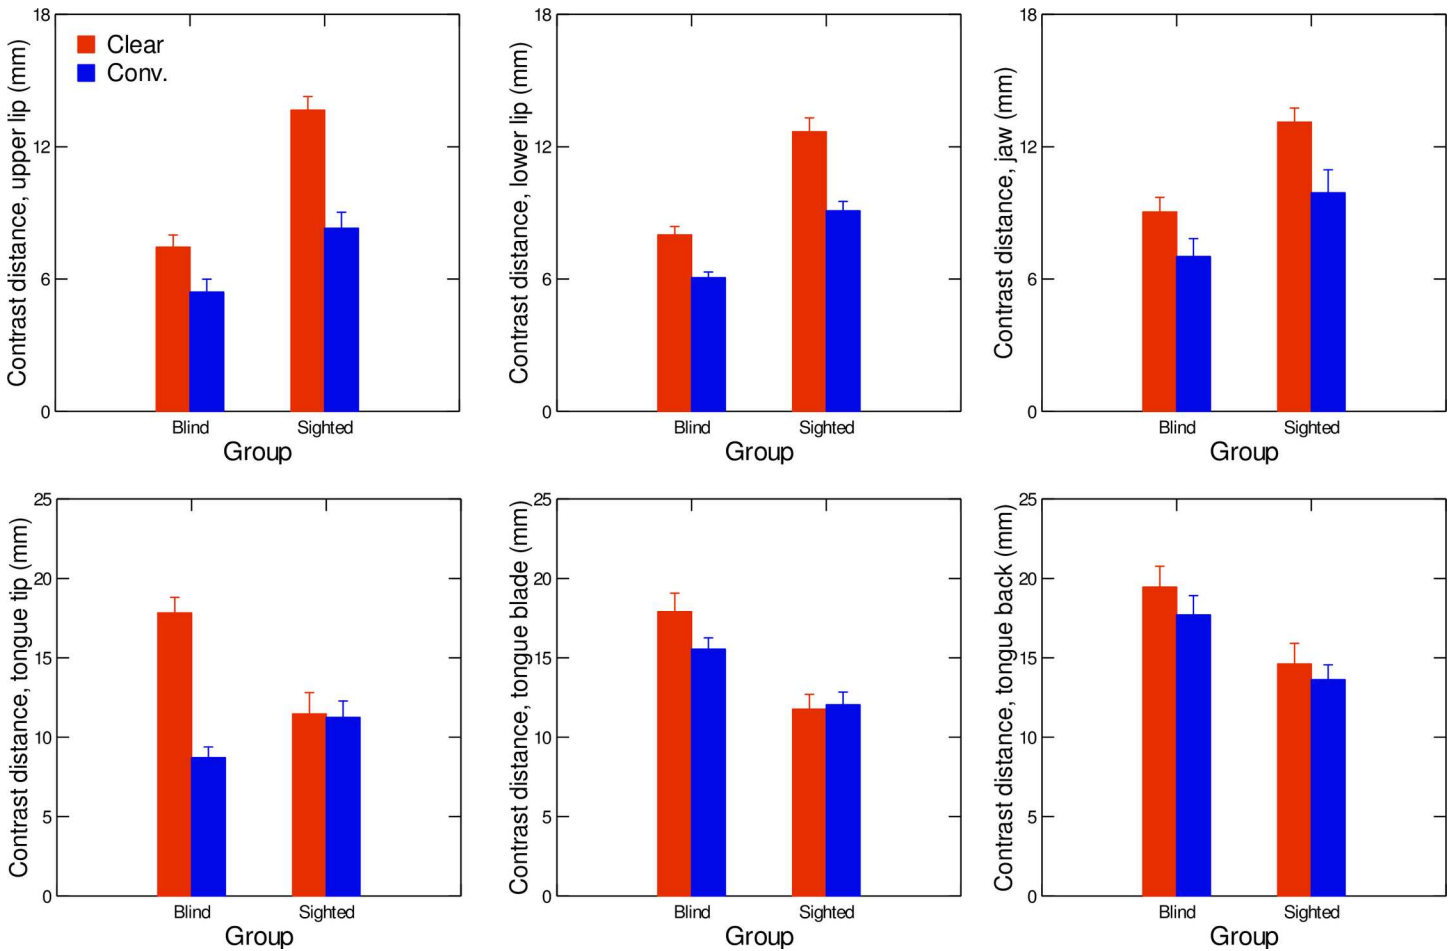 Contrast distance, upper lip (mm)
18
12
6
0
Clear
Conv.
Blind
Sighted
Group
Contrast distance, lower lip (mm)
18
12
6
0
Blind
Sighted
Group
Contrast distance, jaw (mm)
18
12
6
0
Blind
Sighted
Group
Contrast distance, tongue tip (mm)
25
20
15
10
5
0
Blind
Sighted
Group
Contrast distance, tongue blade (mm)
25
20
15
10
5
0
Blind
Sighted
Group
Contrast distance, tongue back (mm)
25
20
15
10
5
0
Blind
Sighted
Group